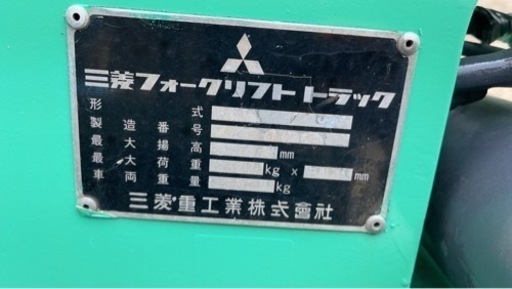 三菱フォークリフトトラック
形式
製造番号
最大揚高 mm
最大荷重 kg x mm
車両重量 kg
三菱重工業株式會社